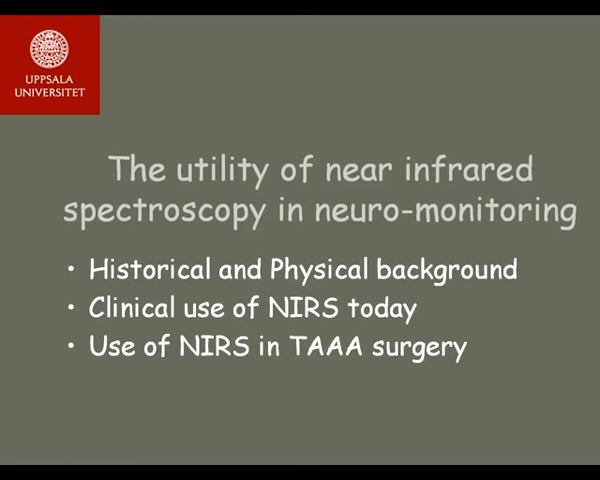 UPPSALA
UNIVERSITET
The utility of near infrared
spectroscopy in neuro-monitoring
• Historical and Physical background
• Clinical use of NIRS today
• Use of NIRS in TAAA surgery